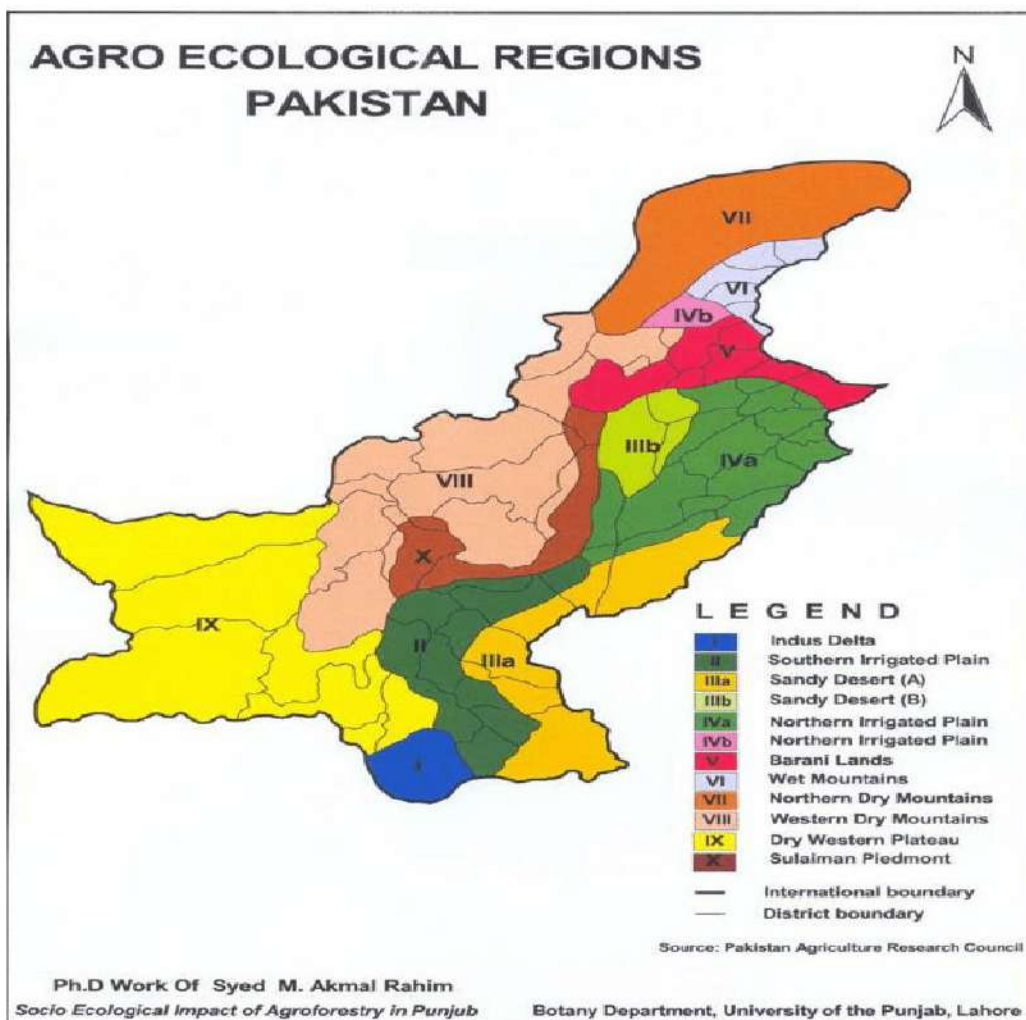 AGRO ECOLOGICAL REGIONS
PAKISTAN
N
VII
VI
IVb
V
IIIb
IVa
VIII
X
IX
II
IIIa
I
LEGEND
I Indus Delta
II Southern Irrigated Plain
IIIa Sandy Desert (A)
IIIb Sandy Desert (B)
IVa Northern Irrigated Plain
IVb Northern Irrigated Plain
V Barani Lands
VI Wet Mountains
VII Northern Dry Mountains
VIII Western Dry Mountains
IX Dry Western Plateau
X Sulaiman Piedmont
International boundary
District boundary
Source: Pakistan Agriculture Research Council
Ph.D Work Of Syed M. Akmal Rahim
Socio Ecological Impact of Agroforestry in Punjub Botany Department, University of the Punjab, Lahore